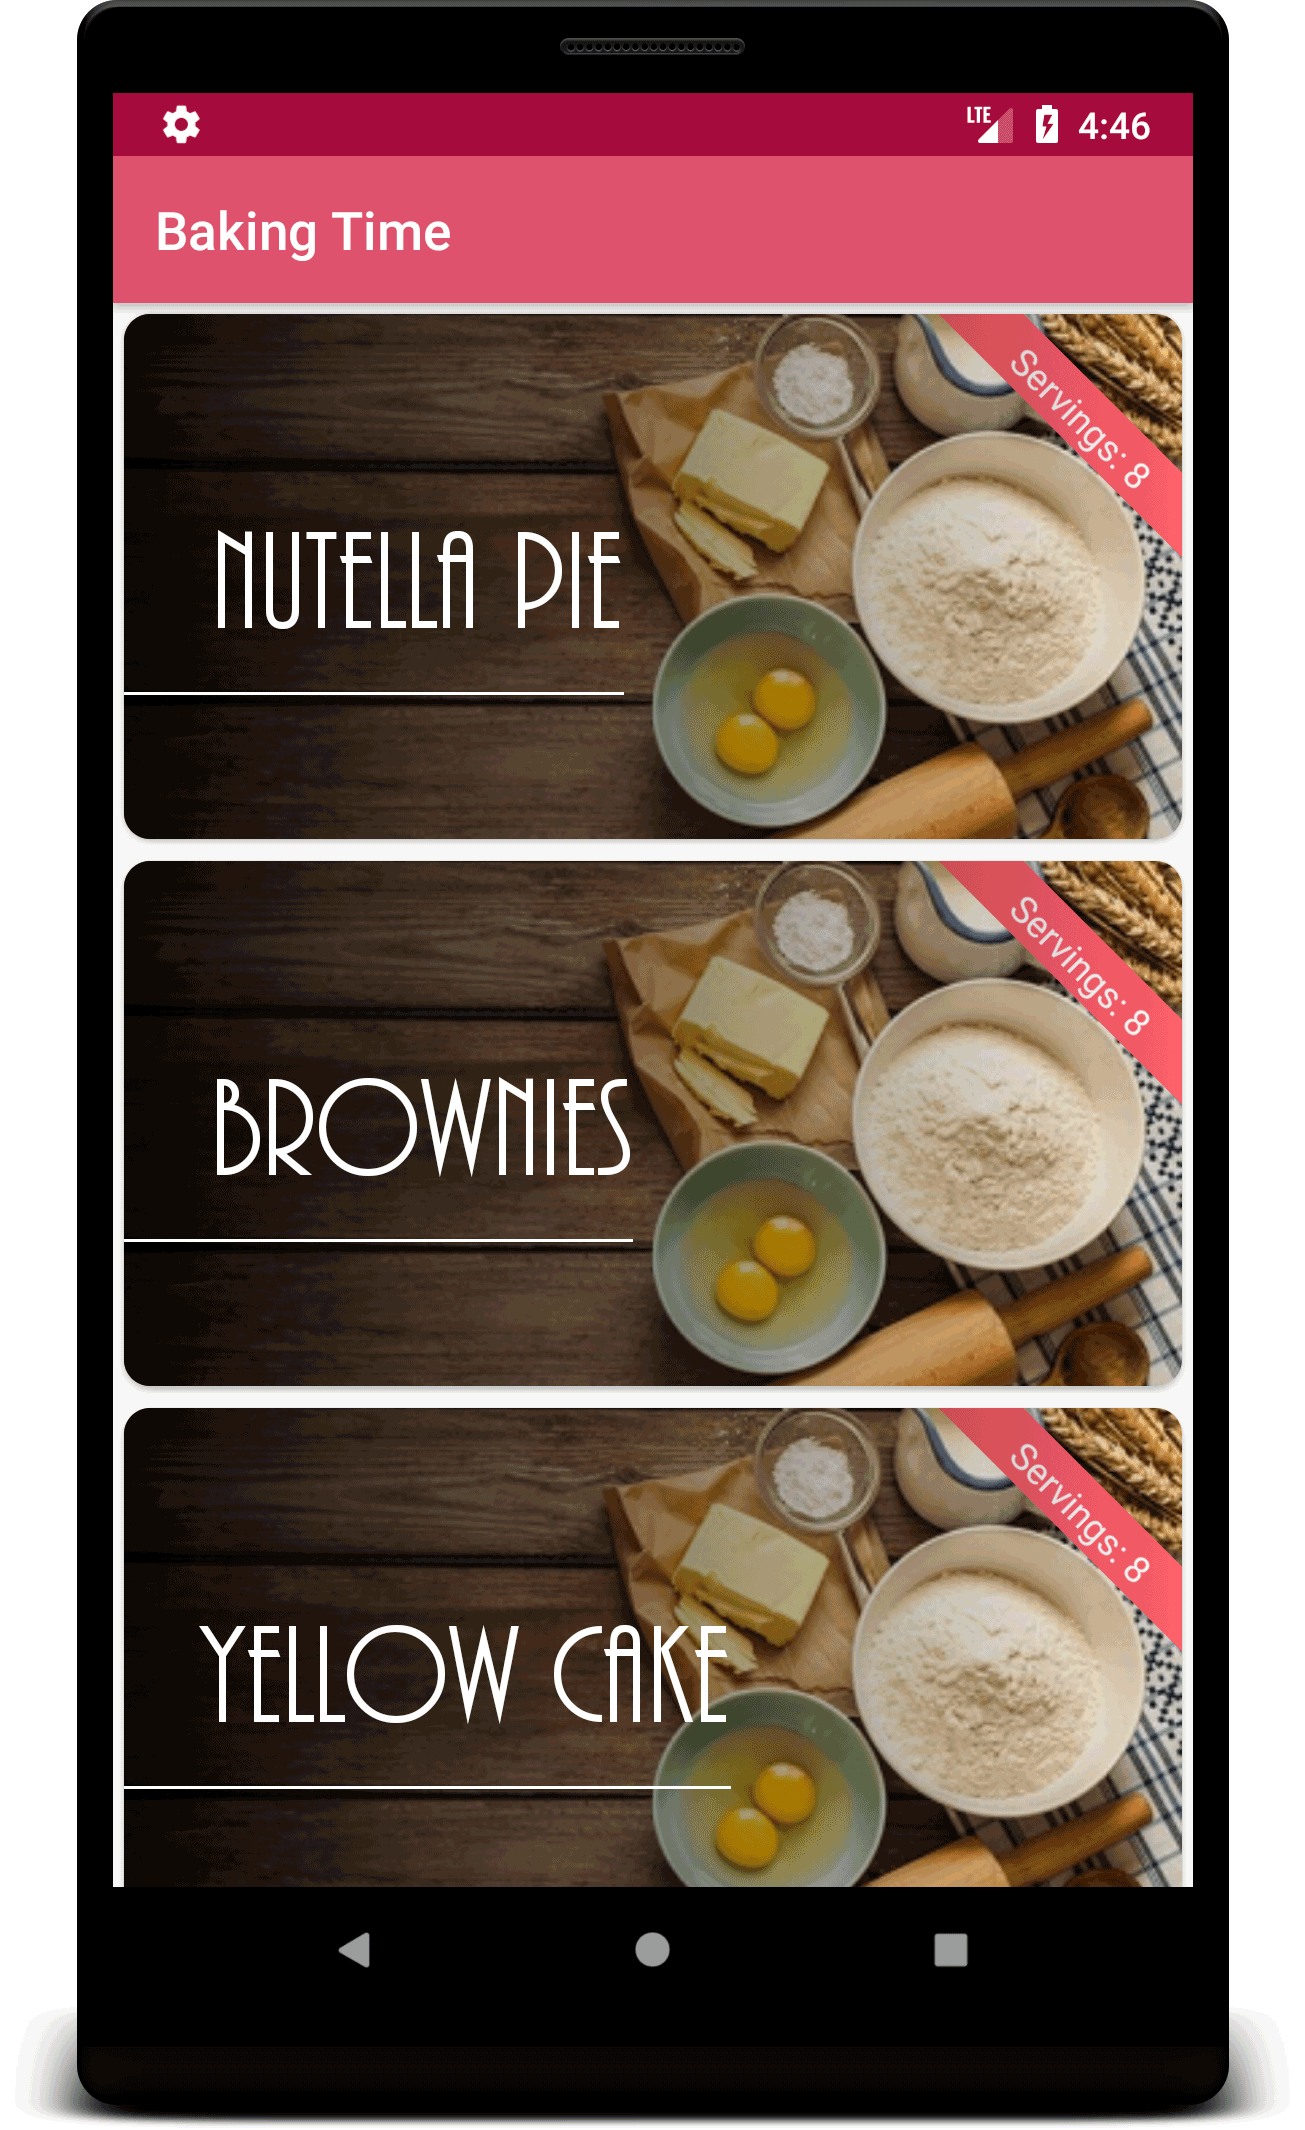 LTE 4:46
Baking Time
Servings: 8
NUTELLA PIE
Servings: 8
BROWNIES
Servings: 8
YELLOW CAKE